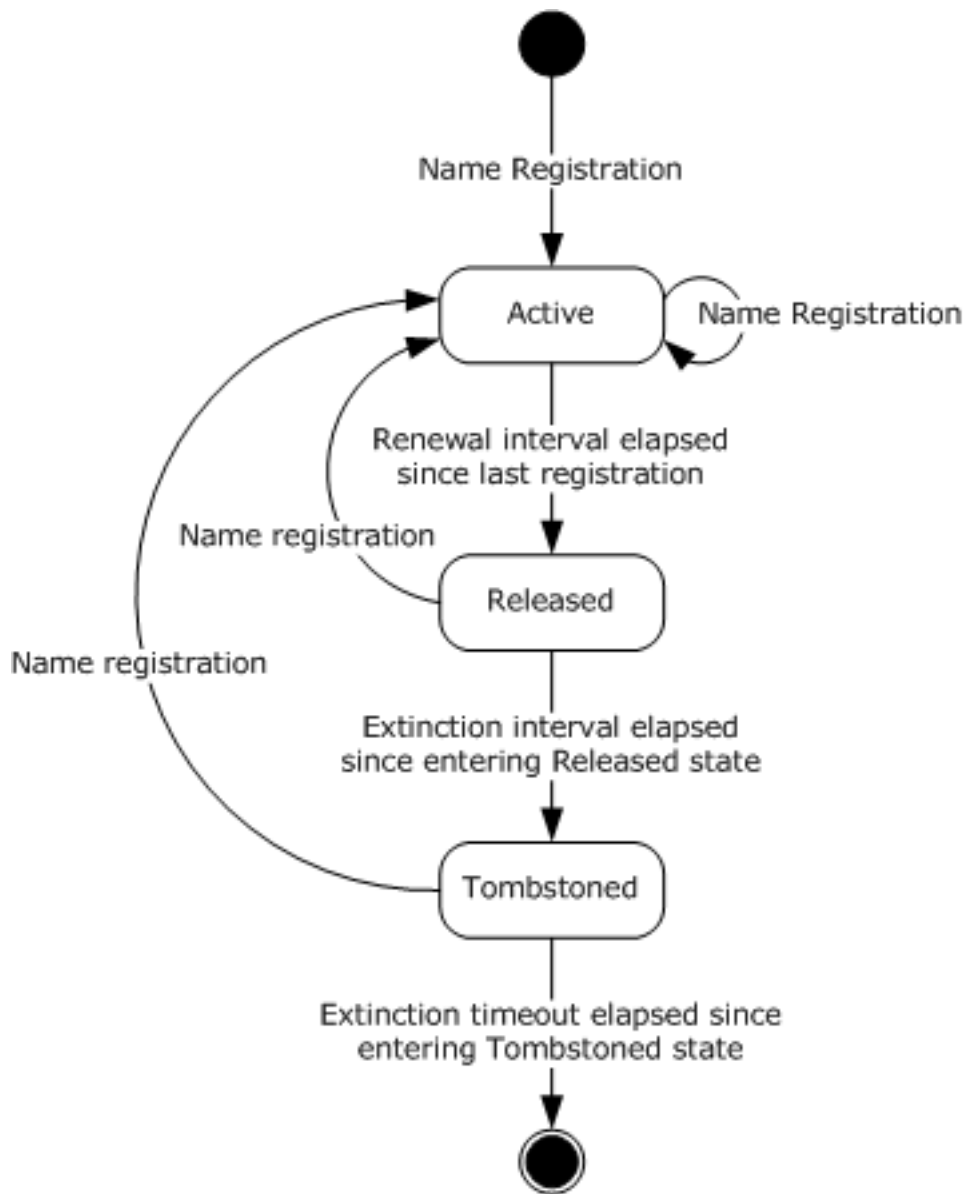 Name Registration
Active
Name Registration
Renewal interval elapsed
since last registration
Name registration
Released
Name registration
Extinction interval elapsed
since entering Released state
Tombstoned
Extinction timeout elapsed since
entering Tombstoned state